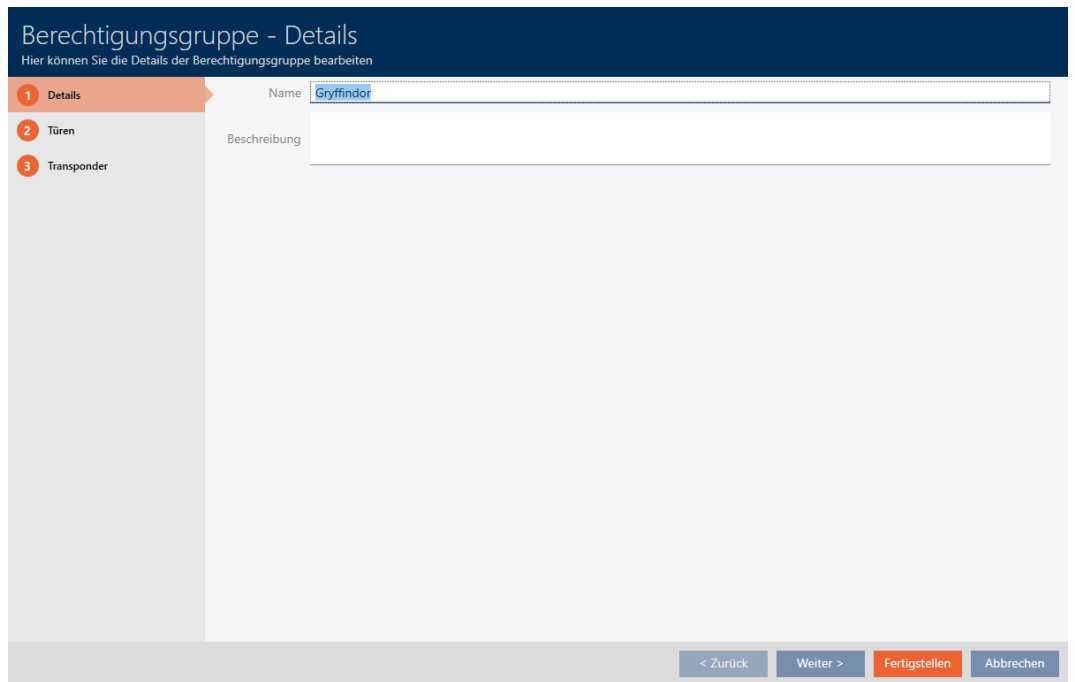 Berechtigungsgruppe - Details
Hier können Sie die Details der Berechtigungsgruppe bearbeiten
1 Details
2 Türen
3 Transponder
Name Gryffindor
Beschreibung
< Zurück Weiter > Fertigstellen Abbrechen